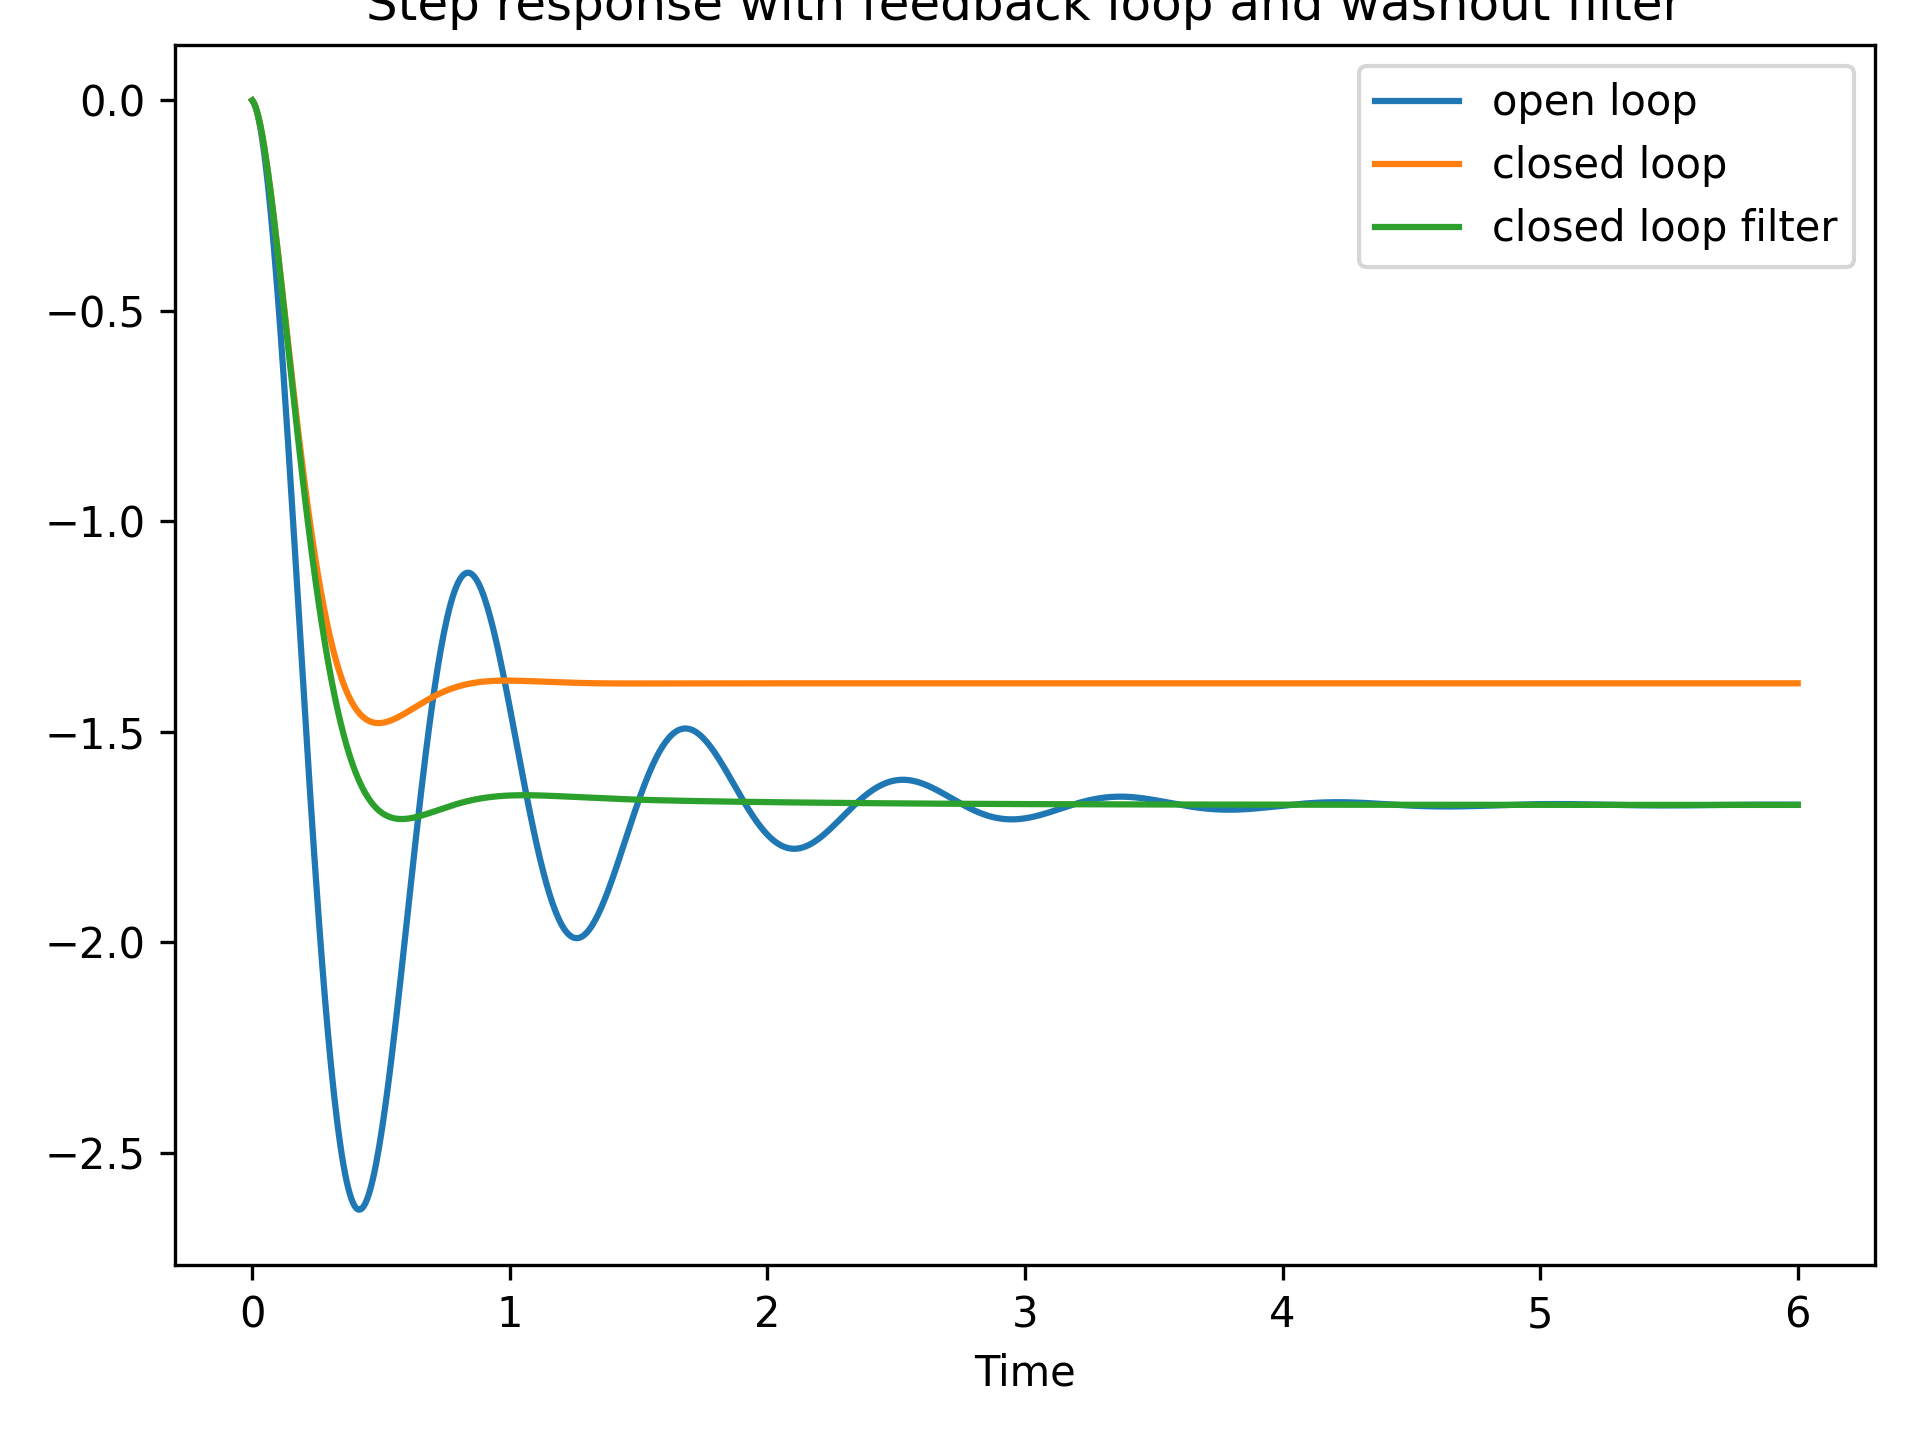 Step response with feedback loop and washout filter
open loop
closed loop
closed loop filter
0.0
−0.5
−1.0
−1.5
−2.0
−2.5
0 1 2 3 4 5 6
Time